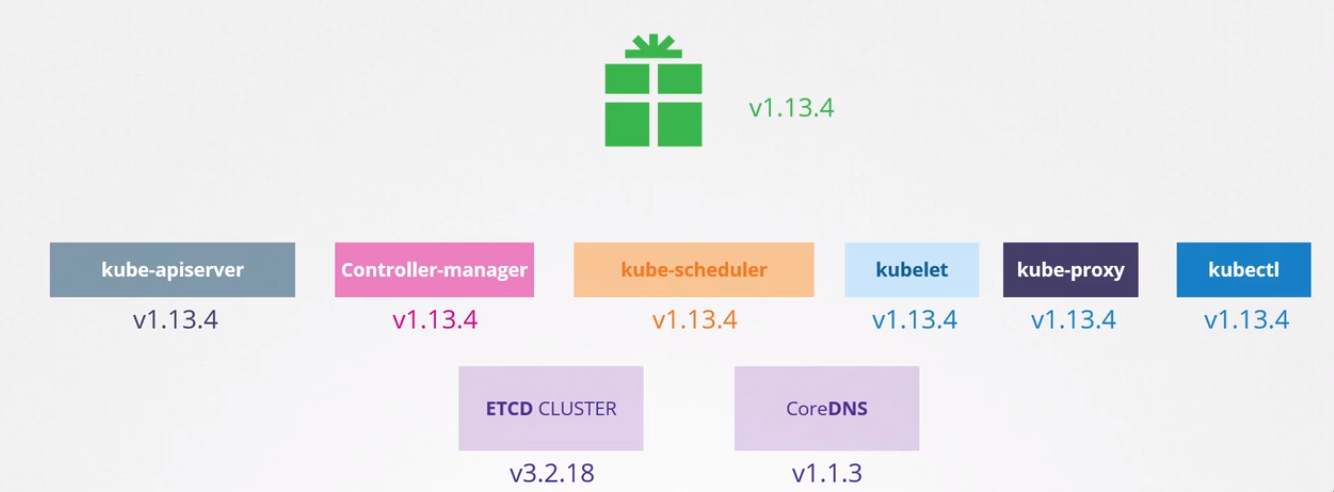 v1.13.4
kube-apiserver
Controller-manager
kube-scheduler
kubelet
kube-proxy
kubectl
v1.13.4
v1.13.4
v1.13.4
v1.13.4
v1.13.4
v1.13.4
ETCD CLUSTER
CoreDNS
v3.2.18
v1.1.3